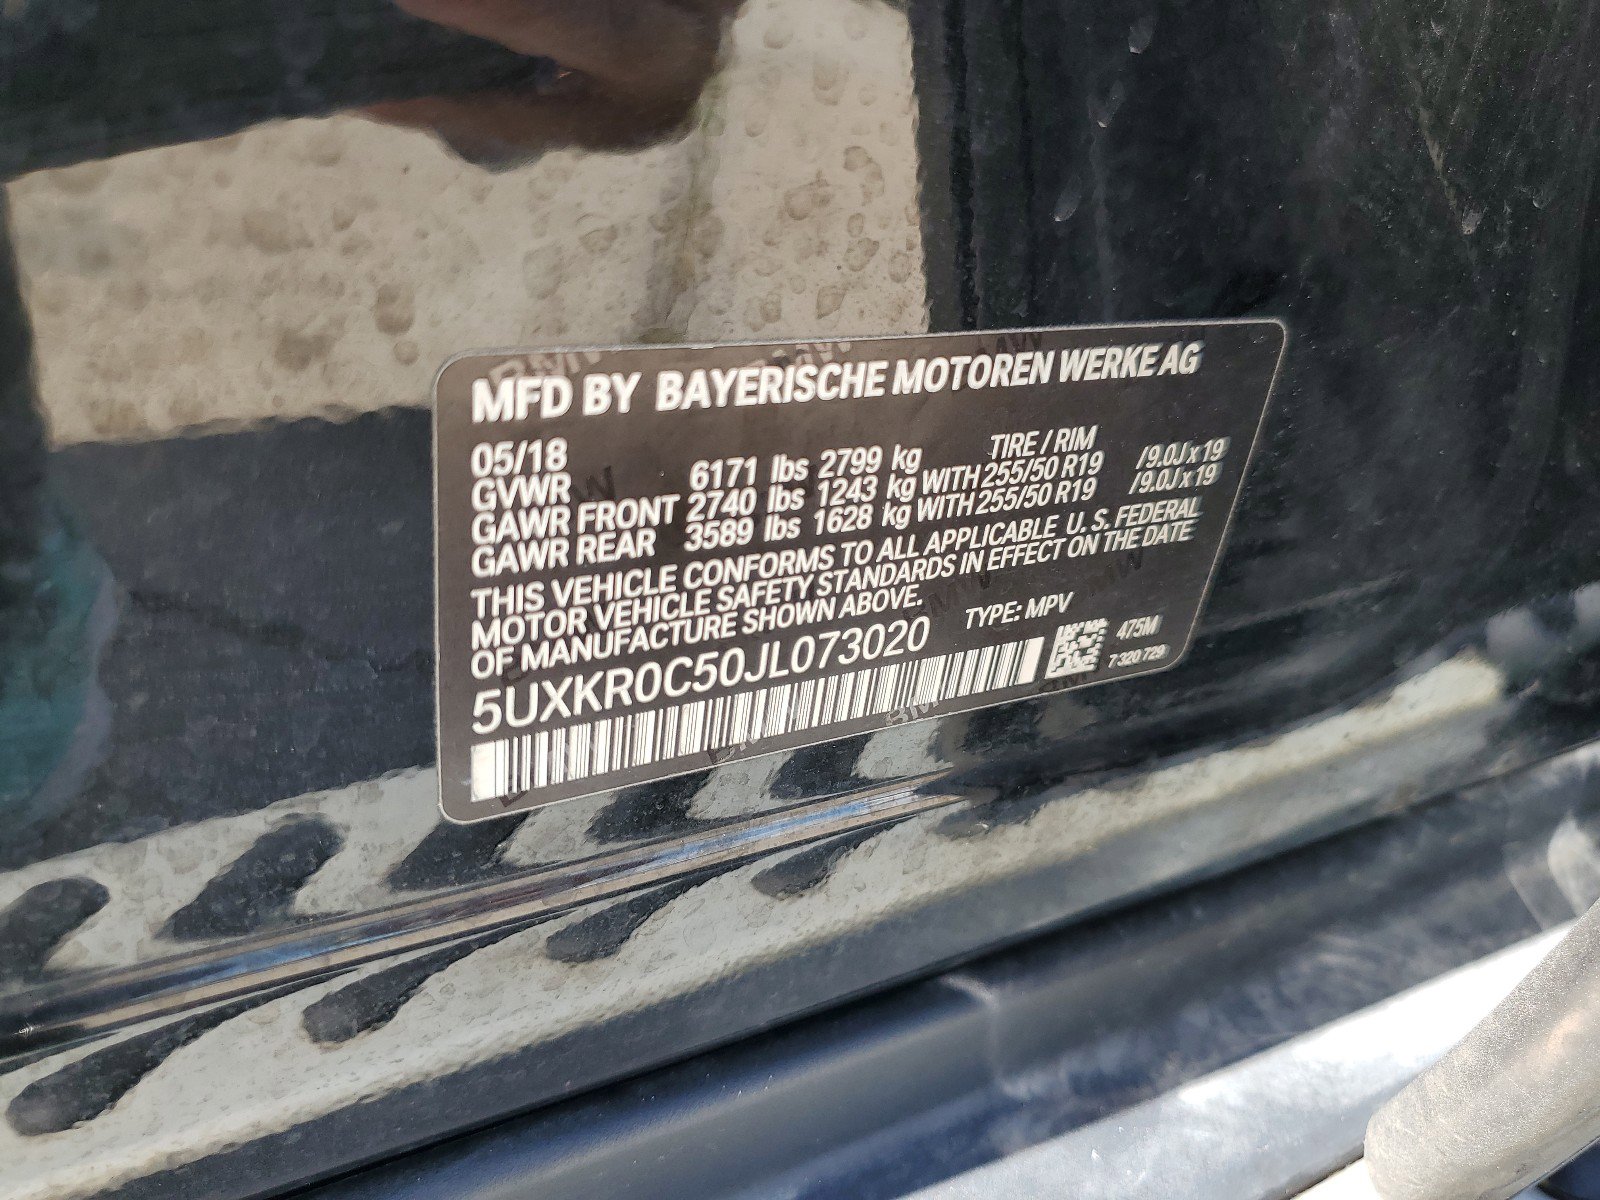 MFD BY BAYERISCHE MOTOREN WERKE AG
05/18 TIRE / RIM
GVWR 6171 lbs 2799 kg
GAWR FRONT 2740 lbs 1243 kg WITH 255/50 R19 /9.0J x 19
GAWR REAR 3589 lbs 1628 kg WITH 255/50 R19 /9.0J x 19
THIS VEHICLE CONFORMS TO ALL APPLICABLE U. S. FEDERAL
MOTOR VEHICLE SAFETY STANDARDS IN EFFECT ON THE DATE
OF MANUFACTURE SHOWN ABOVE.
5UXKR0C50JL073020 TYPE: MPV
475M
7 320 729